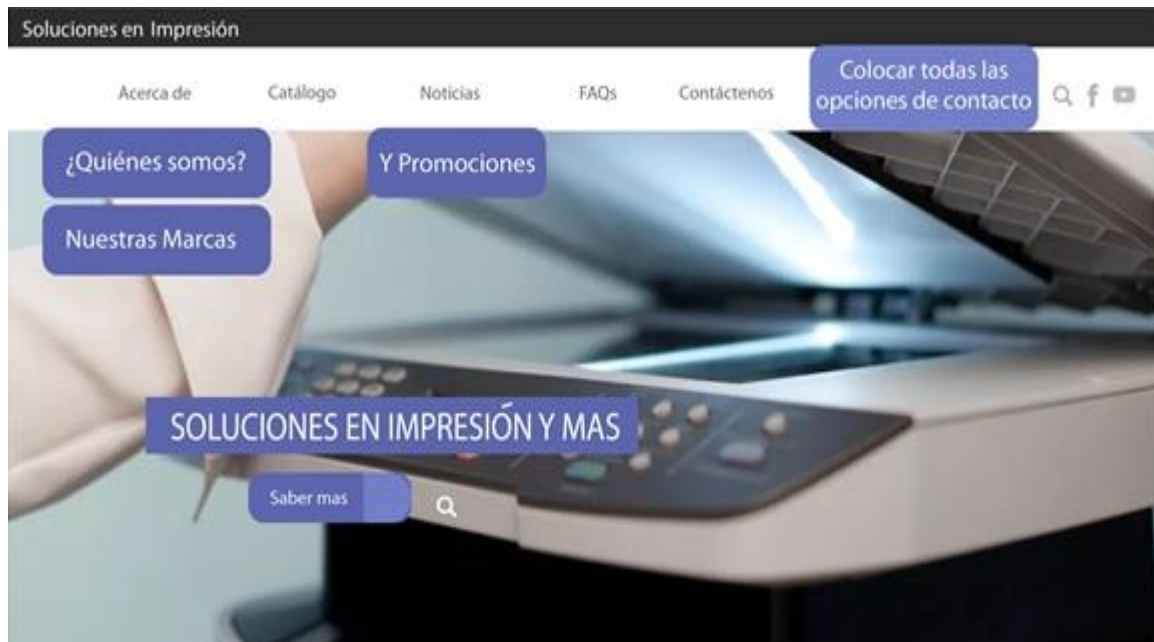 Soluciones en Impresión
Acerca de
Catálogo
Noticias
FAQs
Contáctenos
Colocar todas las
opciones de contacto
¿Quiénes somos?
Y Promociones
Nuestras Marcas
SOLUCIONES EN IMPRESIÓN Y MAS
Saber mas